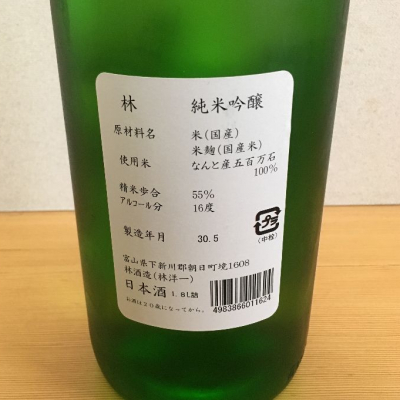 林 純米吟醸
原材料名 米(国産)
米麹(国産米)
使用米 なんと産五百万石
100%
精米歩合 55%
アルコール分 16度
製造年月 30.5
プラ
(中栓)
富山県下新川郡朝日町境1608
林酒造(林洋一)
日本酒 1.8L詰
お酒は20歳になってから。
4983866011624